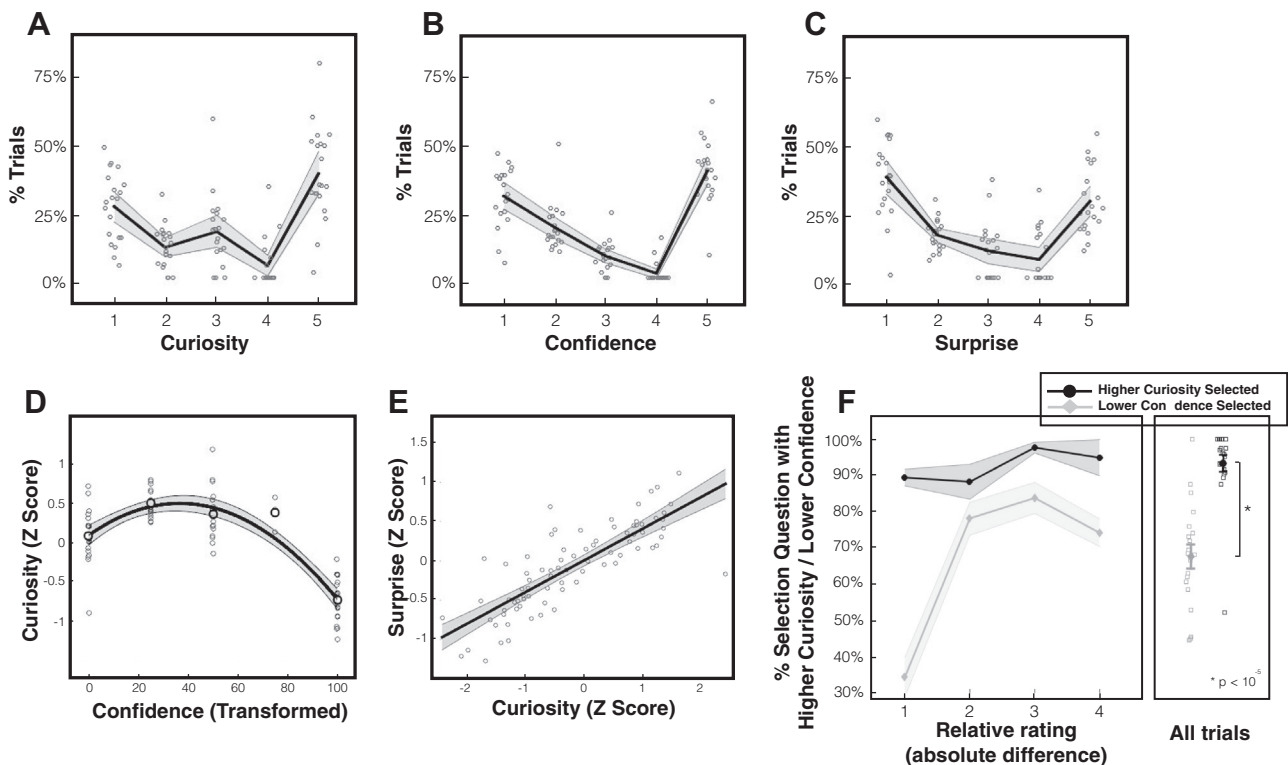 A
B
C
% Trials
75%
50%
25%
0%
1 2 3 4 5
Curiosity
% Trials
75%
50%
25%
0%
1 2 3 4 5
Confidence
% Trials
75%
50%
25%
0%
1 2 3 4 5
Surprise
D
Curiosity (Z Score)
1
0.5
0
-0.5
-1
0 20 40 60 80 100
Confidence (Transformed)
E
Surprise (Z Score)
1.5
1
0.5
0
-0.5
-1
-2 -1 0 1 2
Curiosity (Z Score)
F
Higher Curiosity Selected
Lower Con dence Selected
% Selection Question with
Higher Curiosity / Lower Confidence
100%
90%
80%
70%
60%
50%
40%
30%
1 2 3 4
Relative rating
(absolute difference)
*
* p < 10-5
All trials